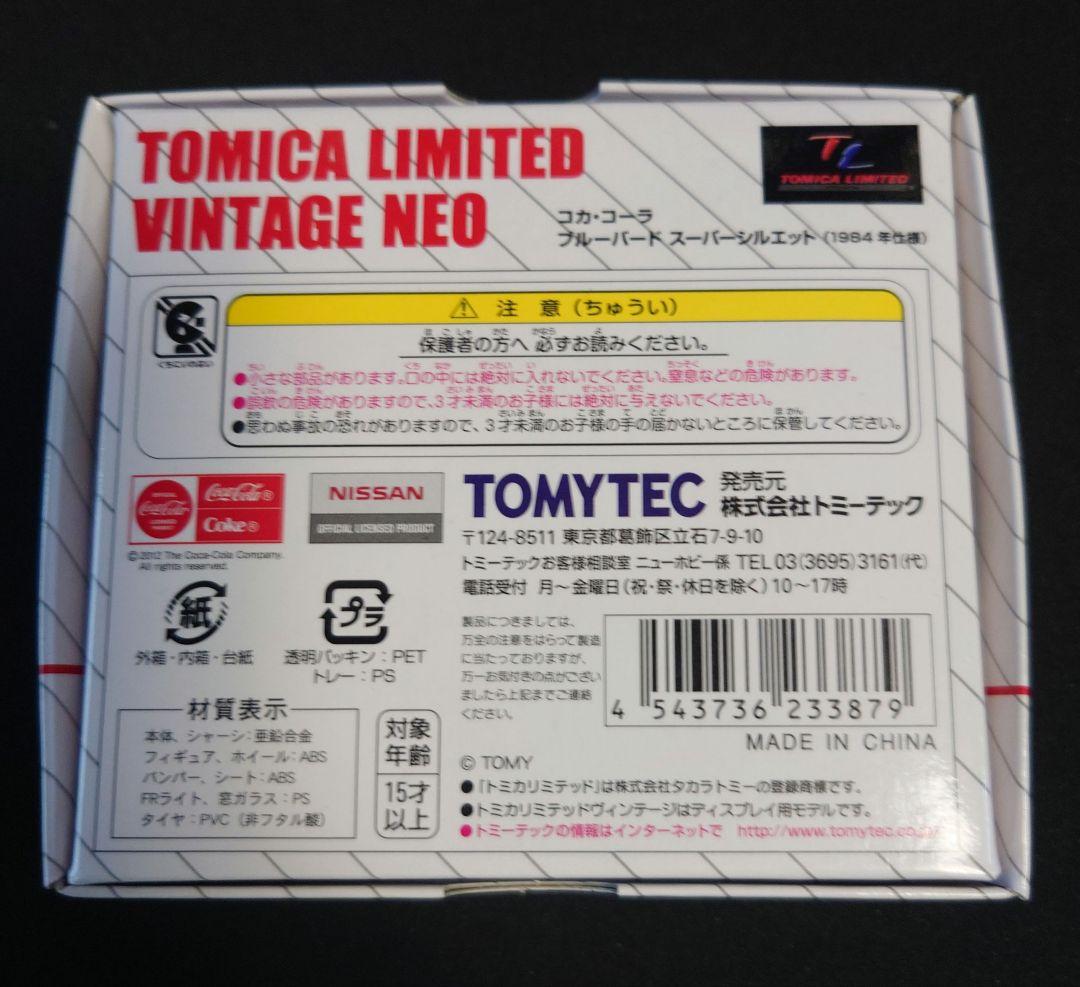 TOMICA LIMITED
VINTAGE NEO
TL
TOMICA LIMITED
コカ・コーラ
ブルーバード スーパーシルエット（1984年仕様）
くちにいれない
注 意（ちゅうい）
保護者の方へ 必ずお読みください。
●小さな部品があります。口の中には絶対に入れないでください。窒息などの危険があります。
●誤飲の危険がありますので、3才未満のお子様には絶対に与えないでください。
●思わぬ事故の恐れがありますので、3才未満のお子様の手の届かないところに保管してください。
Coca-Cola
Coca-Cola®
Coke®
©2012 The Coca-Cola Company.
All rights reserved.
NISSAN
OFFICIAL LICENSED PRODUCT
TOMYTEC
発売元
株式会社トミーテック
〒124-8511 東京都葛飾区立石7-9-10
トミーテックお客様相談室 ニューホビー係 TEL 03(3695)3161(代)
電話受付 月～金曜日(祝・祭・休日を除く)10～17時
紙
外箱・内箱・台紙
プラ
透明パッキン：PET
トレー：PS
製品につきましては、
万全の注意をはらって製造
に当たっておりますが、
万一お気付きの点がござい
ましたら上記までご連絡
ください。
4 543736 233879
MADE IN CHINA
材質表示
本体、シャーシ：亜鉛合金
フィギュア、ホイール：ABS
バンパー、シート：ABS
FRライト、窓ガラス：PS
タイヤ：PVC（非フタル酸）
対象
年齢
15才
以上
© TOMY
●「トミカリミテッド」は株式会社タカラトミーの登録商標です。
●トミカリミテッドヴィンテージはディスプレイ用モデルです。
●トミーテックの情報はインターネットで http://www.tomytec.co.jp/